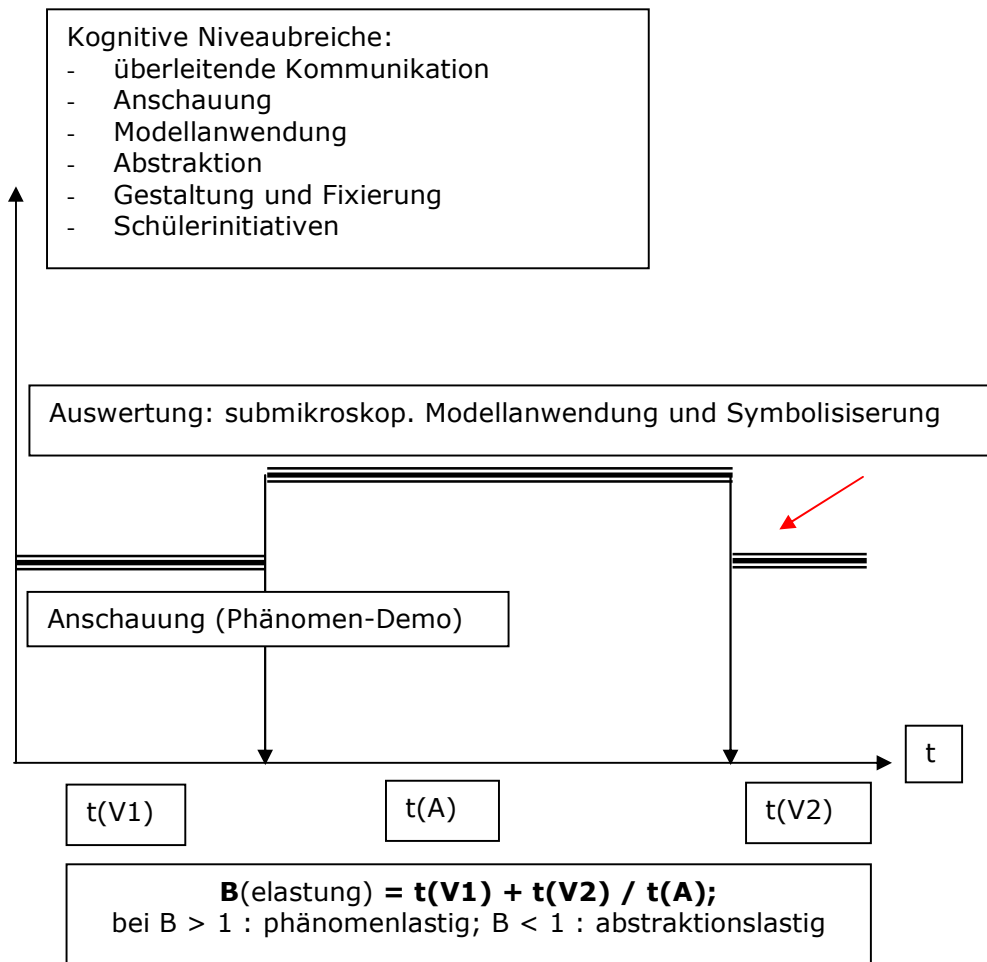 Kognitive Niveaubreiche:
- überleitende Kommunikation
- Anschauung
- Modellanwendung
- Abstraktion
- Gestaltung und Fixierung
- Schülerinitiativen
Auswertung: submikroskop. Modellanwendung und Symbolisiserung
Anschauung (Phänomen-Demo)
t
t(V1)
t(A)
t(V2)
B(elastung) = t(V1) + t(V2) / t(A);
bei B > 1 : phänomenlastig; B < 1 : abstraktionslastig